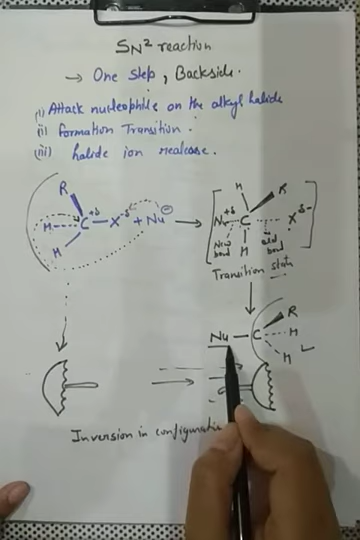 SN² reaction
→ One step, Backside.
(i) Attack nucleophile on the alkyl halide
(ii) formation Transition.
(iii) halide ion realease.
R
H C+δ — X-δ + Nu⊖ →
H
H R
Nu C+δ X δ-
H
New bond old bond
Transition state
Nu — C R
H
H
Inversion in configura